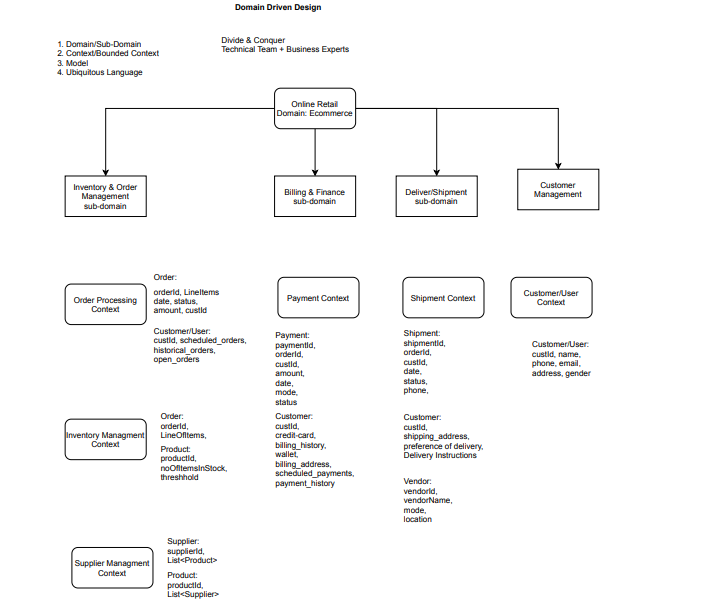 Domain Driven Design
1. Domain/Sub-Domain
2. Context/Bounded Context
3. Model
4. Ubiquitous Language
Divide & Conquer
Technical Team + Business Experts
Online Retail
Domain: Ecommerce
Inventory & Order
Management
sub-domain
Billing & Finance
sub-domain
Deliver/Shipment
sub-domain
Customer
Management
Order Processing
Context
Order:
orderId, LineItems
date, status,
amount, custId
Customer/User:
custId, scheduled_orders,
historical_orders,
open_orders
Payment Context
Payment:
paymentId,
orderId,
custId,
amount,
date,
mode,
status
Customer:
custId,
credit-card,
billing_history,
wallet,
billing_address,
scheduled_payments,
payment_history
Shipment Context
Shipment:
shipmentId,
orderId,
custId,
date,
status,
phone,
Customer:
custId,
shipping_address,
preference of delivery,
Delivery Instructions
Vendor:
vendorId,
vendorName,
mode,
location
Customer/User
Context
Customer/User:
custId, name,
phone, email,
address, gender
Inventory Managment
Context
Order:
orderId,
LineOfItems,
Product:
productId,
noOfItemsInStock,
threshhold
Supplier Managment
Context
Supplier:
supplierId,
List<Product>
Product:
productId,
List<Supplier>